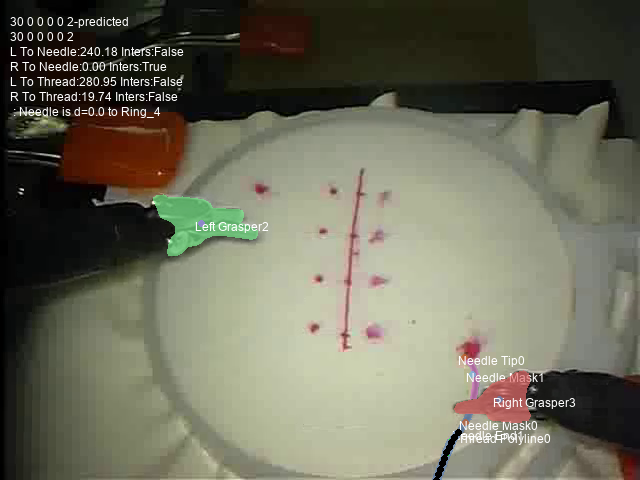 30 0 0 0 0 2-predicted
30 0 0 0 0 2
L To Needle:240.18 Inters:False
R To Needle:0.00 Inters:True
L To Thread:280.95 Inters:False
R To Thread:19.74 Inters:False
: Needle is d=0.0 to Ring_4
Left Grasper2
Needle Tip0
Needle Mask1
Right Grasper3
Needle Mask0
Needle End1
Thread Polyline0